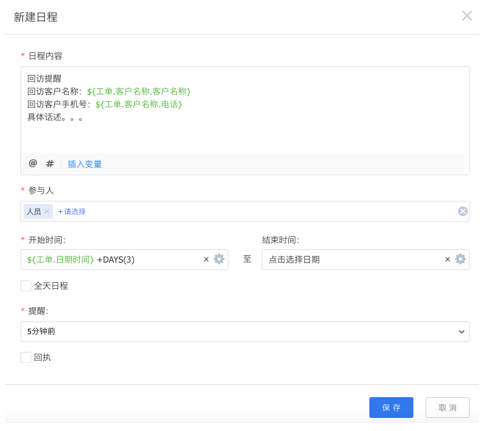 新建日程
* 日程内容
回访提醒
回访客户名称：${工单.客户名称.客户名称}
回访客户手机号：${工单.客户名称.电话}
具体话述。。。
@ # 插入变量
* 参与人
人员 × +请选择
* 开始时间： 结束时间：
${工单.日期时间} +DAYS(3) × 至 点击选择日期 ×
全天日程
* 提醒：
5分钟前
回执
保存 取消